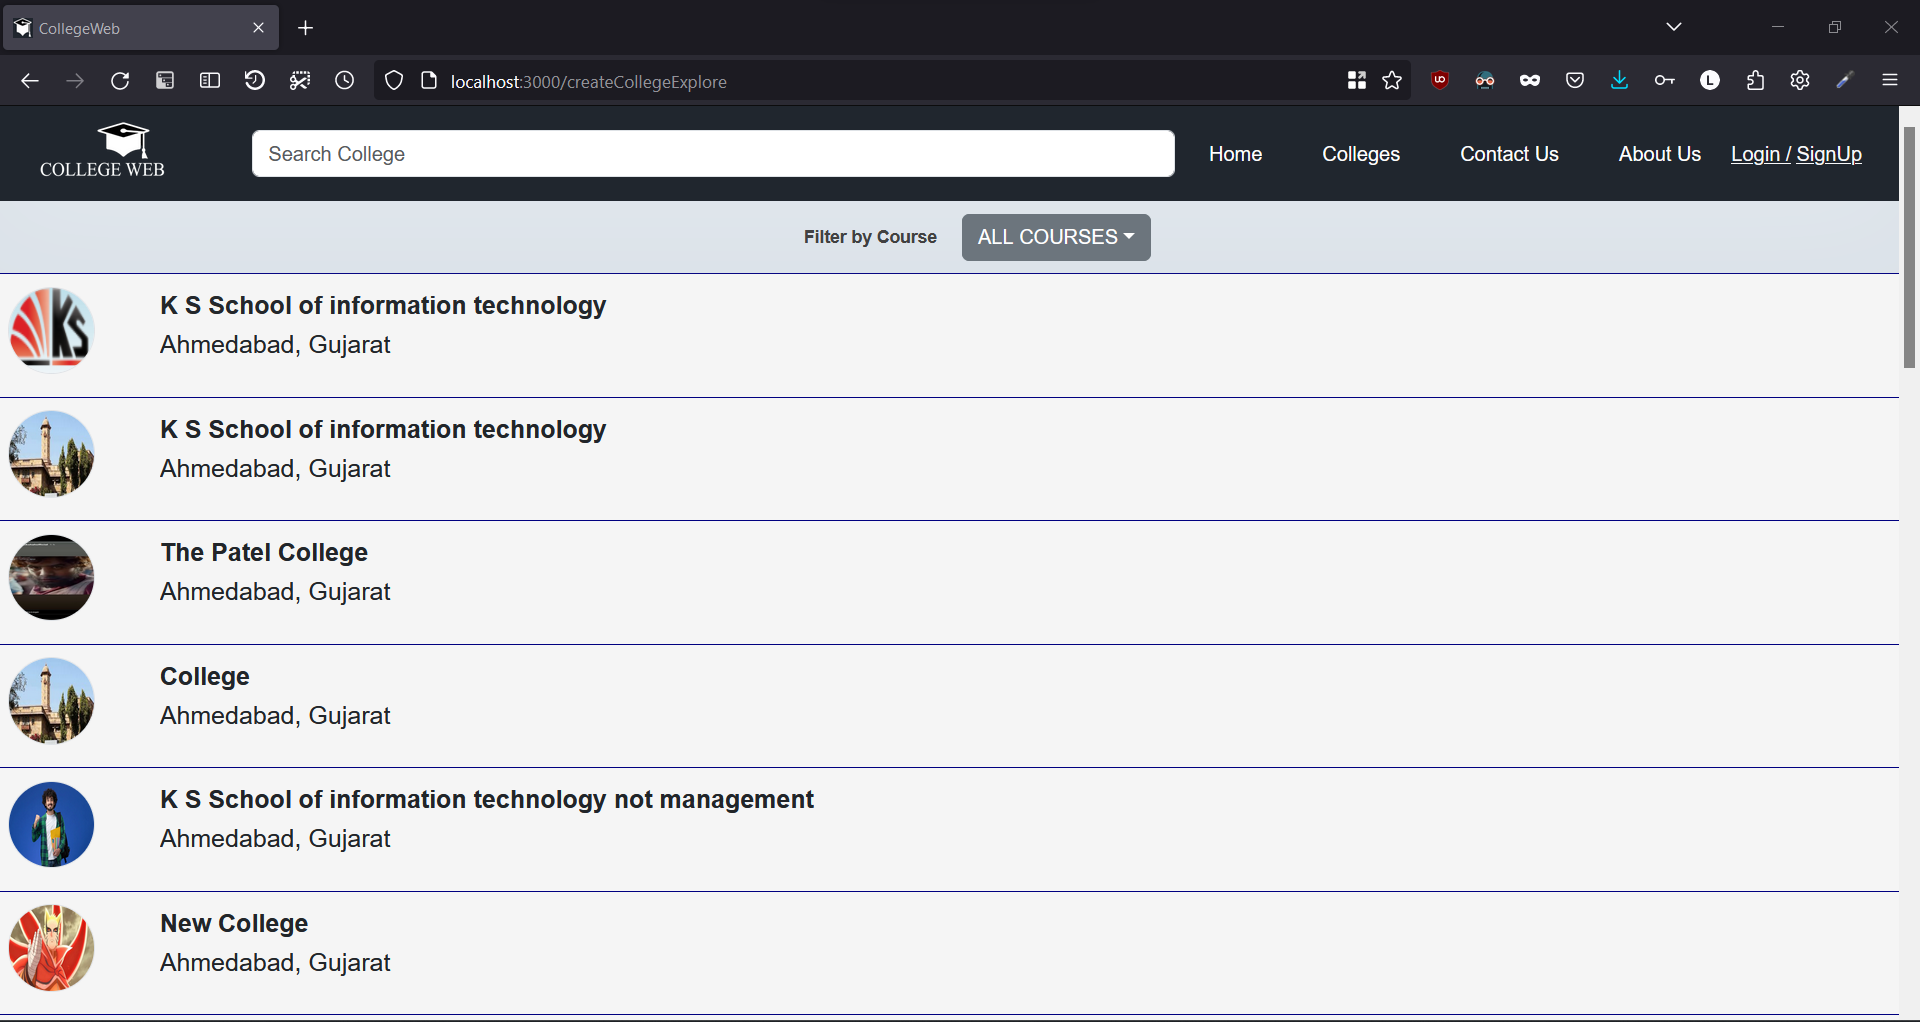 CollegeWeb
localhost:3000/createCollegeExplore
COLLEGE WEB
Search College
Home
Colleges
Contact Us
About Us
Login / SignUp
Filter by Course
ALL COURSES
KS
K S School of information technology
Ahmedabad, Gujarat
K S School of information technology
Ahmedabad, Gujarat
The Patel College
Ahmedabad, Gujarat
College
Ahmedabad, Gujarat
K S School of information technology not management
Ahmedabad, Gujarat
New College
Ahmedabad, Gujarat